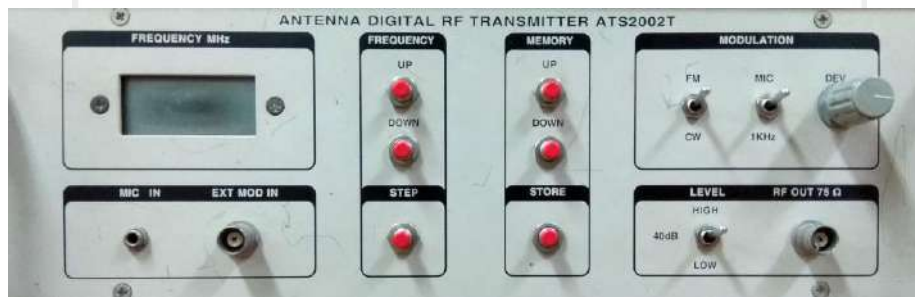 ANTENNA DIGITAL RF TRANSMITTER ATS2002T
FREQUENCY MHz
FREQUENCY
UP
DOWN
STEP
MEMORY
UP
DOWN
STORE
MODULATION
FM
MIC
DEV
CW
1KHz
MIC IN
EXT MOD IN
LEVEL
RF OUT 75 Ω
HIGH
40dB
LOW